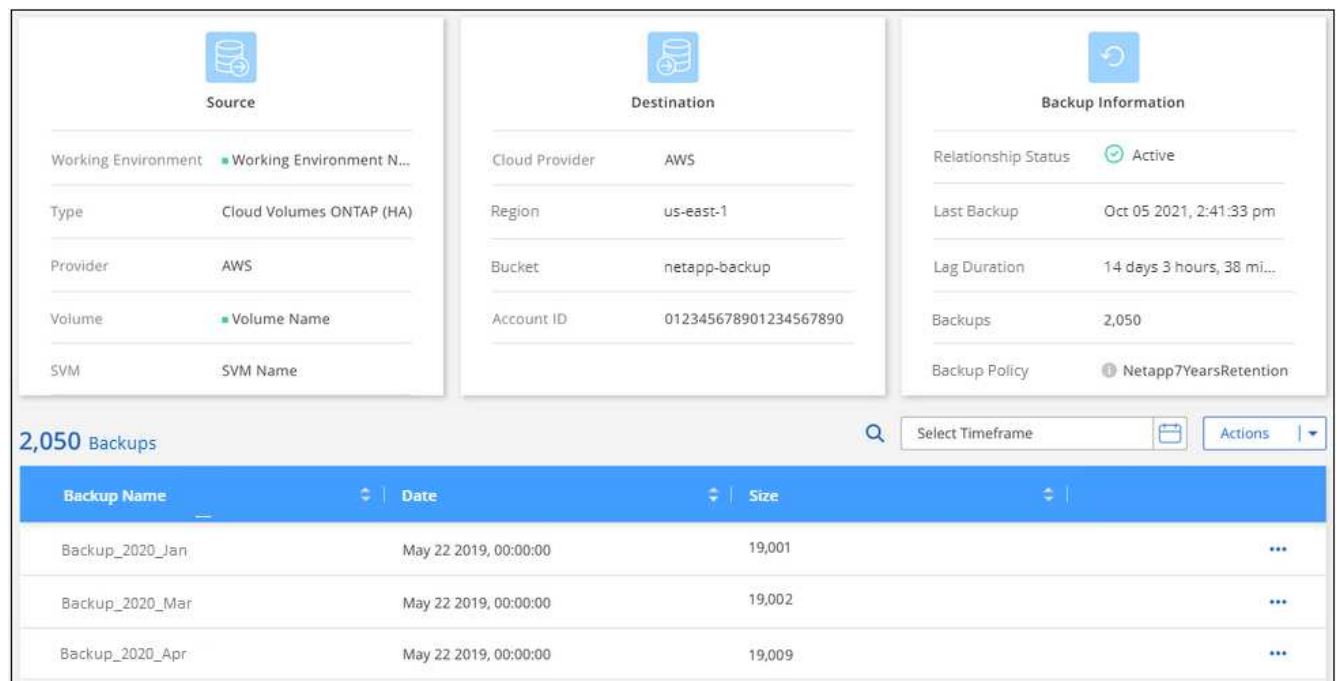 Source
Working Environment Working Environment N...
Type Cloud Volumes ONTAP (HA)
Provider AWS
Volume Volume Name
SVM SVM Name
Destination
Cloud Provider AWS
Region us-east-1
Bucket netapp-backup
Account ID 012345678901234567890
Backup Information
Relationship Status Active
Last Backup Oct 05 2021, 2:41:33 pm
Lag Duration 14 days 3 hours, 38 mi...
Backups 2,050
Backup Policy Netapp7YearsRetention
2,050 Backups
Select Timeframe
Actions
Backup Name Date Size
Backup_2020_Jan May 22 2019, 00:00:00 19,001 ...
Backup_2020_Mar May 22 2019, 00:00:00 19,002 ...
Backup_2020_Apr May 22 2019, 00:00:00 19,009 ...